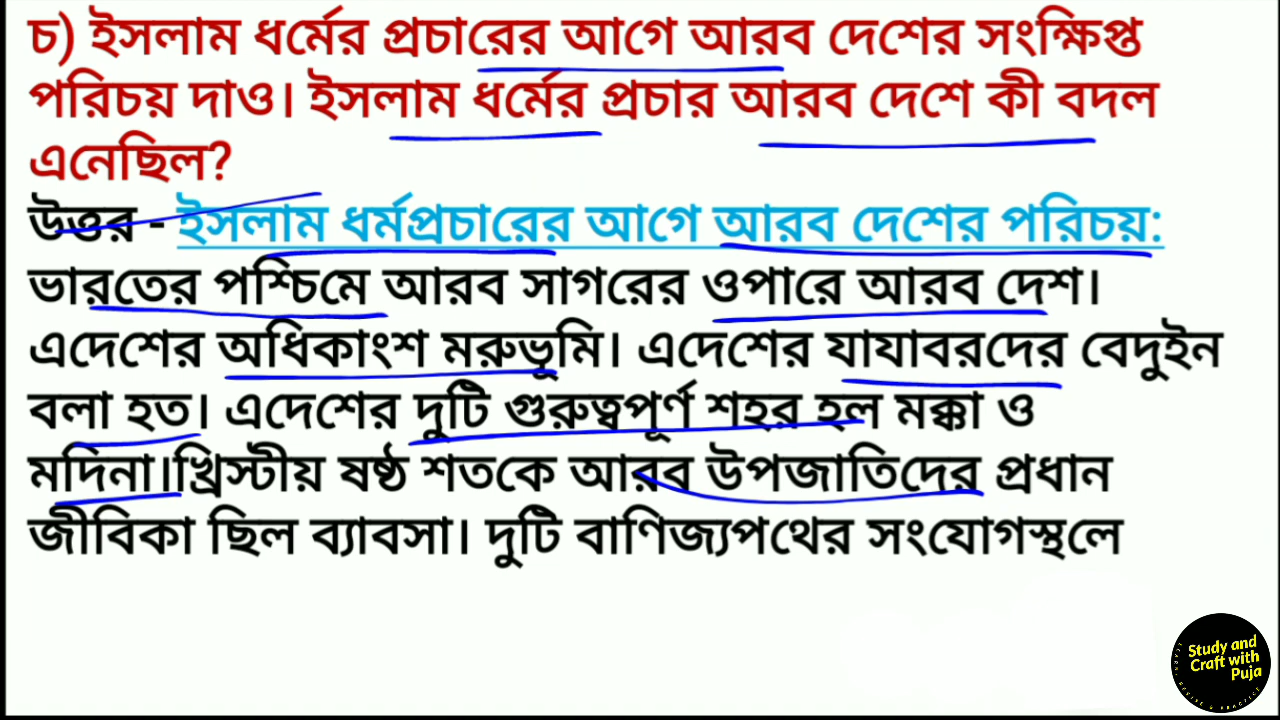 চ) ইসলাম ধর্মের প্রচারের আগে আরব দেশের সংক্ষিপ্ত
পরিচয় দাও। ইসলাম ধর্মের প্রচার আরব দেশে কী বদল
এনেছিল?
উত্তর - ইসলাম ধর্মপ্রচারের আগে আরব দেশের পরিচয়:
ভারতের পশ্চিমে আরব সাগরের ওপারে আরব দেশ।
এদেশের অধিকাংশ মরুভূমি। এদেশের যাযাবরদের বেদুইন
বলা হত। এদেশের দুটি গুরুত্বপূর্ণ শহর হল মক্কা ও
মদিনা।খ্রিস্টীয় ষষ্ঠ শতকে আরব উপজাতিদের প্রধান
জীবিকা ছিল ব্যাবসা। দুটি বাণিজ্যপথের সংযোগস্থলে
Study and
Craft with
Puja